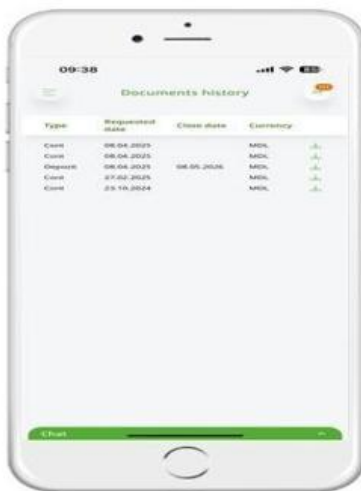 09:38
Documents history
Type Requested date Close date Currency
Cont 08.04.2025 MDL
Cont 08.04.2025 MDL
Depozit 08.04.2025 08.05.2026 MDL
Cont 27.02.2025 MDL
Cont 23.10.2024 MDL
Chat